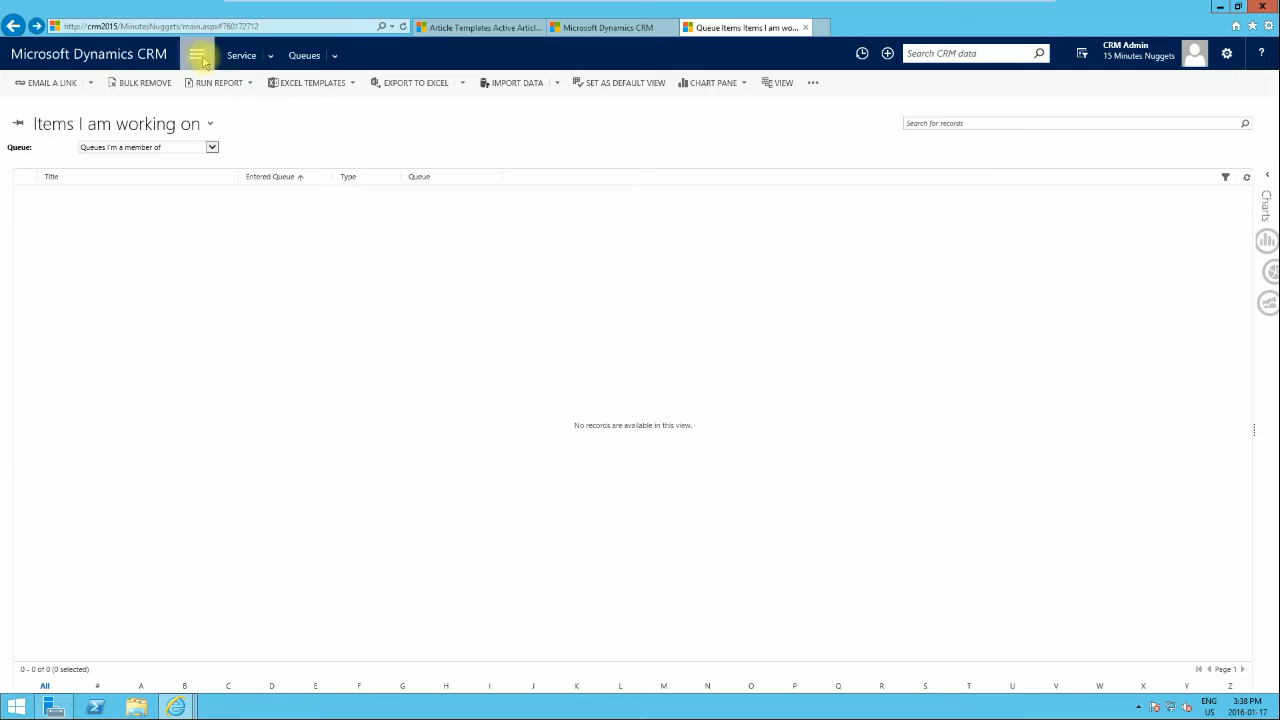 http://crm2015/MinutesNuggets/main.aspx#760172712
Article Templates Active Articl...
Microsoft Dynamics CRM
Queue Items Items I am wo...
Microsoft Dynamics CRM
Service
Queues
Search CRM data
CRM Admin
15 Minutes Nuggets
?
EMAIL A LINK
BULK REMOVE
RUN REPORT
EXCEL TEMPLATES
EXPORT TO EXCEL
IMPORT DATA
SET AS DEFAULT VIEW
CHART PANE
VIEW
Items I am working on
Search for records
Queue:
Queues I'm a member of
Title
Entered Queue
Type
Queue
Charts
No records are available in this view.
0 - 0 of 0 (0 selected)
Page 1
All # A B C D E F G H I J K L M N O P Q R S T U V W X Y Z
ENG
US
3:38 PM
2016-01-17